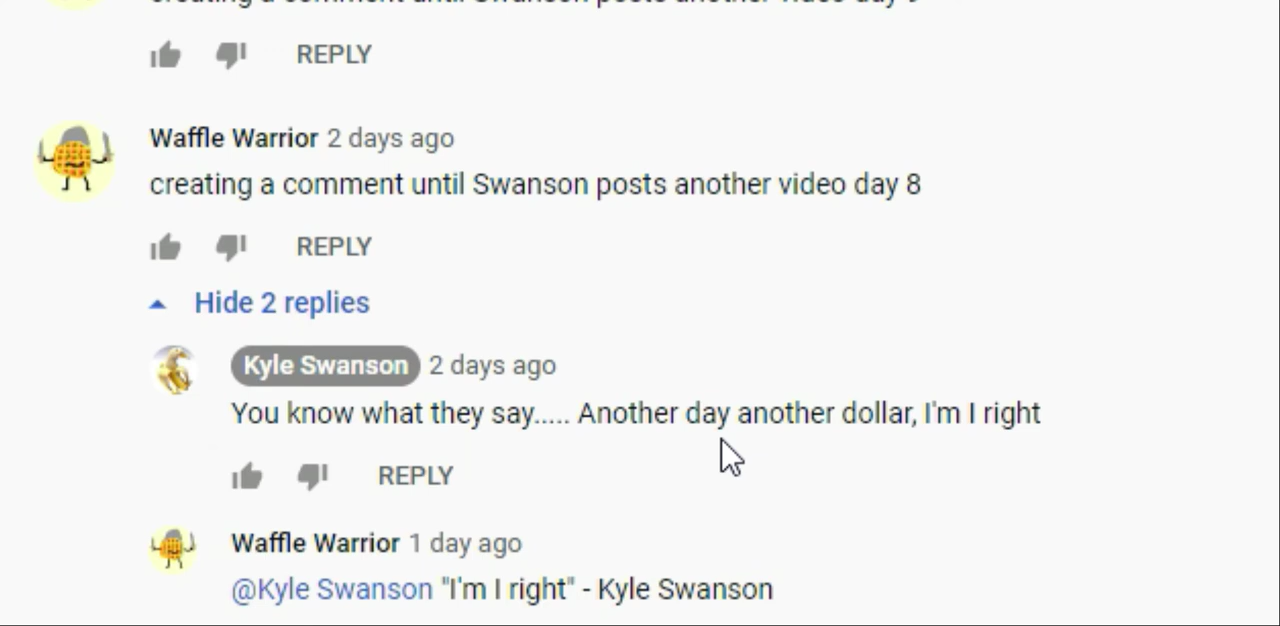 creating a comment until Swanson posts another video day 9
REPLY
Waffle Warrior 2 days ago
creating a comment until Swanson posts another video day 8
REPLY
Hide 2 replies
Kyle Swanson 2 days ago
You know what they say..... Another day another dollar, I'm I right
REPLY
Waffle Warrior 1 day ago
@Kyle Swanson "I'm I right" - Kyle Swanson